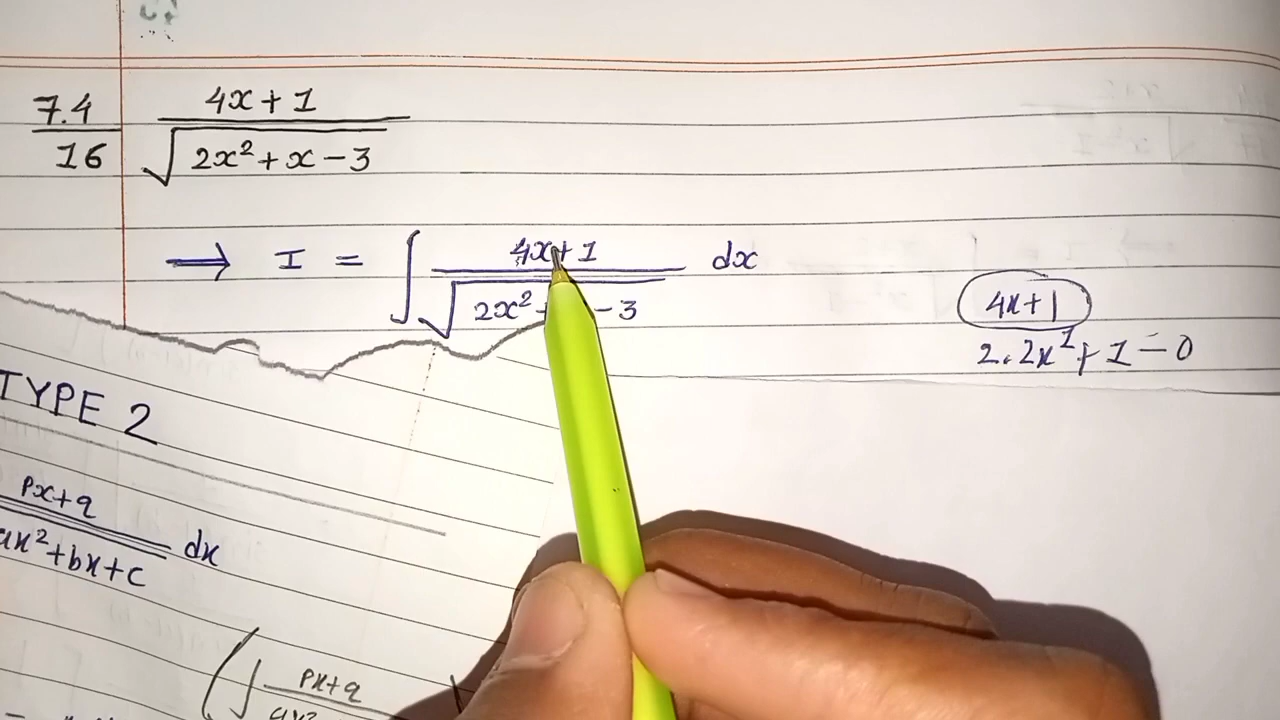 7.4
16
4x + 1
√2x² + x - 3
⟹ I = ∫ 4x+1 dx
√2x² - 3
4x+1
2.2x¹ + 1 - 0
TYPE 2
px+q
ax²+bx+c dx
(∫ px+q